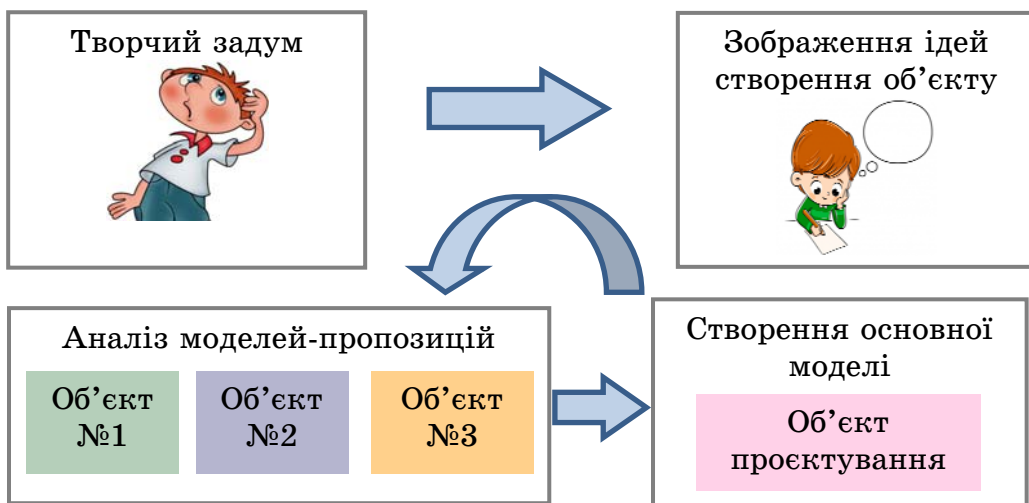 Творчий задум
Зображення ідей
створення об’єкту
Аналіз моделей-пропозицій
Об’єкт
№1
Об’єкт
№2
Об’єкт
№3
Створення основної
моделі
Об’єкт
проєктування